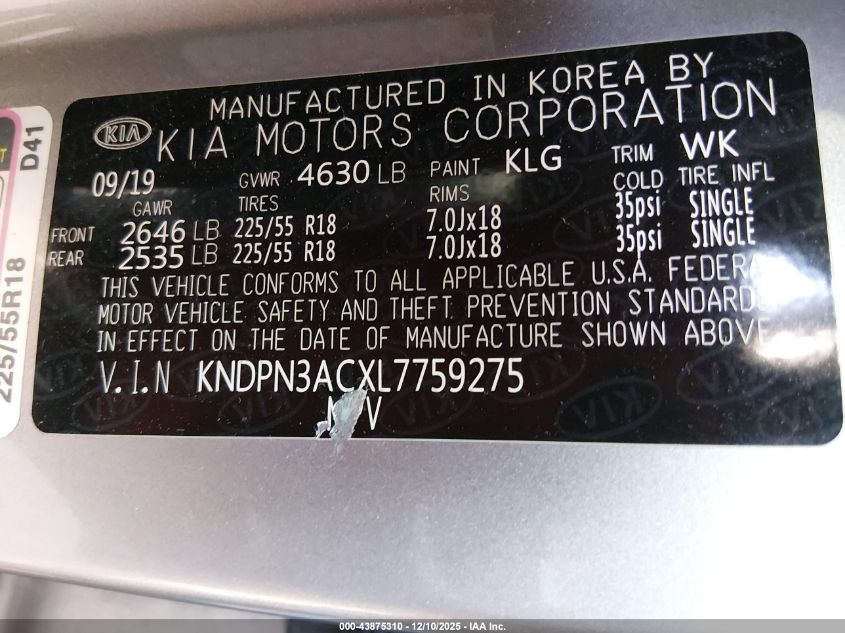 MANUFACTURED IN KOREA BY
KIA KIA MOTORS CORPORATION
09/19 GVWR 4630 LB PAINT KLG TRIM WK
GAWR TIRES RIMS COLD TIRE INFL
FRONT 2646 LB 225/55 R18 7.0Jx18 35psi SINGLE
REAR 2535 LB 225/55 R18 7.0Jx18 35psi SINGLE
THIS VEHICLE CONFORMS TO ALL APPLICABLE U.S.A. FEDERA
MOTOR VEHICLE SAFETY AND THEFT PREVENTION STANDARDS
IN EFFECT ON THE DATE OF MANUFACTURE SHOWN ABOVE
V.I.N KNDPN3ACXL7759275
D41
225/55R18
000-43875310 - 12/10/2025 - IAA Inc.